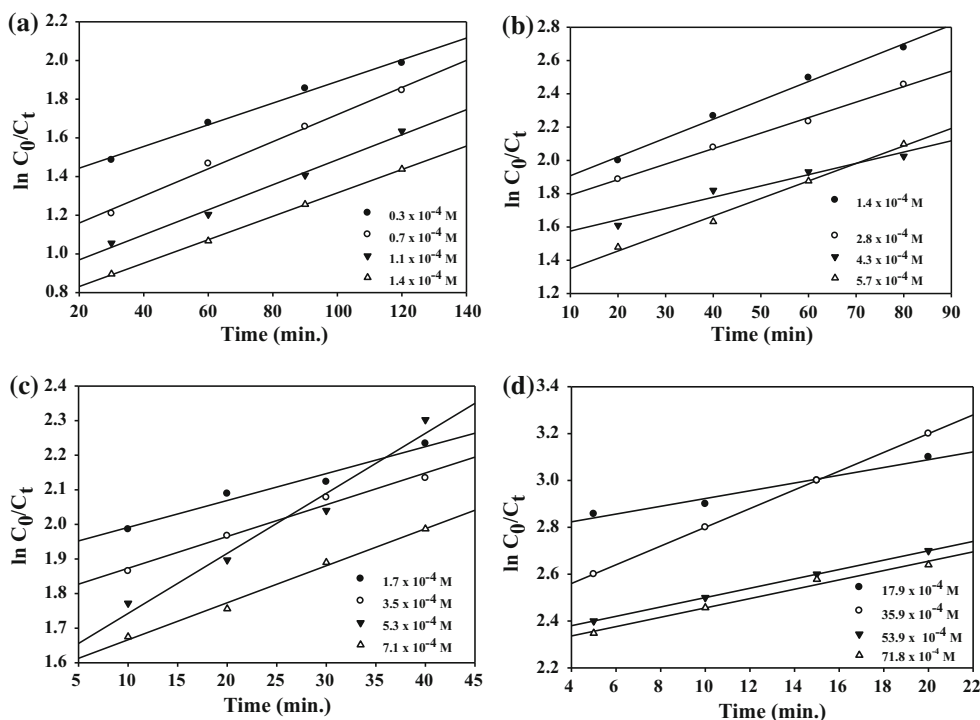 (a)
2.2
2.0
1.8
1.6
1.4
1.2
1.0
0.8
ln C0/Ct
0.3 x 10-4 M
0.7 x 10-4 M
1.1 x 10-4 M
1.4 x 10-4 M
20 40 60 80 100 120 140
Time (min.)
(b)
2.8
2.6
2.4
2.2
2.0
1.8
1.6
1.4
1.2
ln C0/Ct
1.4 x 10-4 M
2.8 x 10-4 M
4.3 x 10-4 M
5.7 x 10-4 M
10 20 30 40 50 60 70 80 90
Time (min)
(c)
2.4
2.3
2.2
2.1
2.0
1.9
1.8
1.7
1.6
ln C0/Ct
1.7 x 10-4 M
3.5 x 10-4 M
5.3 x 10-4 M
7.1 x 10-4 M
5 10 15 20 25 30 35 40 45
Time (min.)
(d)
3.4
3.2
3.0
2.8
2.6
2.4
2.2
ln C0/Ct
17.9 x 10-4 M
35.9 x 10-4 M
53.9 x 10-4 M
71.8 x 10-4 M
4 6 8 10 12 14 16 18 20 22
Time (min.)